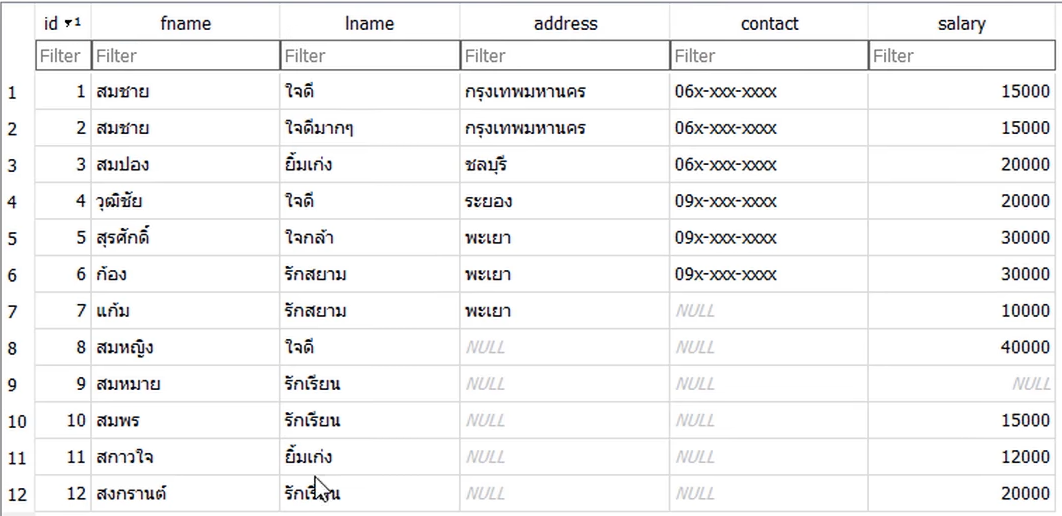 id 1 fname lname address contact salary
Filter Filter Filter Filter Filter Filter
1 1 สมชาย ใจดี กรุงเทพมหานคร 06x-xxx-xxxx 15000
2 2 สมชาย ใจดีมากๆ กรุงเทพมหานคร 06x-xxx-xxxx 15000
3 3 สมปอง ยิ้มเก่ง ชลบุรี 06x-xxx-xxxx 20000
4 4 วุฒิชัย ใจดี ระยอง 09x-xxx-xxxx 20000
5 5 สุรศักดิ์ ใจกล้า พะเยา 09x-xxx-xxxx 30000
6 6 ก้อง รักสยาม พะเยา 09x-xxx-xxxx 30000
7 7 แก้ม รักสยาม พะเยา NULL 10000
8 8 สมหญิง ใจดี NULL NULL 40000
9 9 สมหมาย รักเรียน NULL NULL NULL
10 10 สมพร รักเรียน NULL NULL 15000
11 11 สกาวใจ ยิ้มเก่ง NULL NULL 12000
12 12 สงกรานต์ รักเรียน NULL NULL 20000